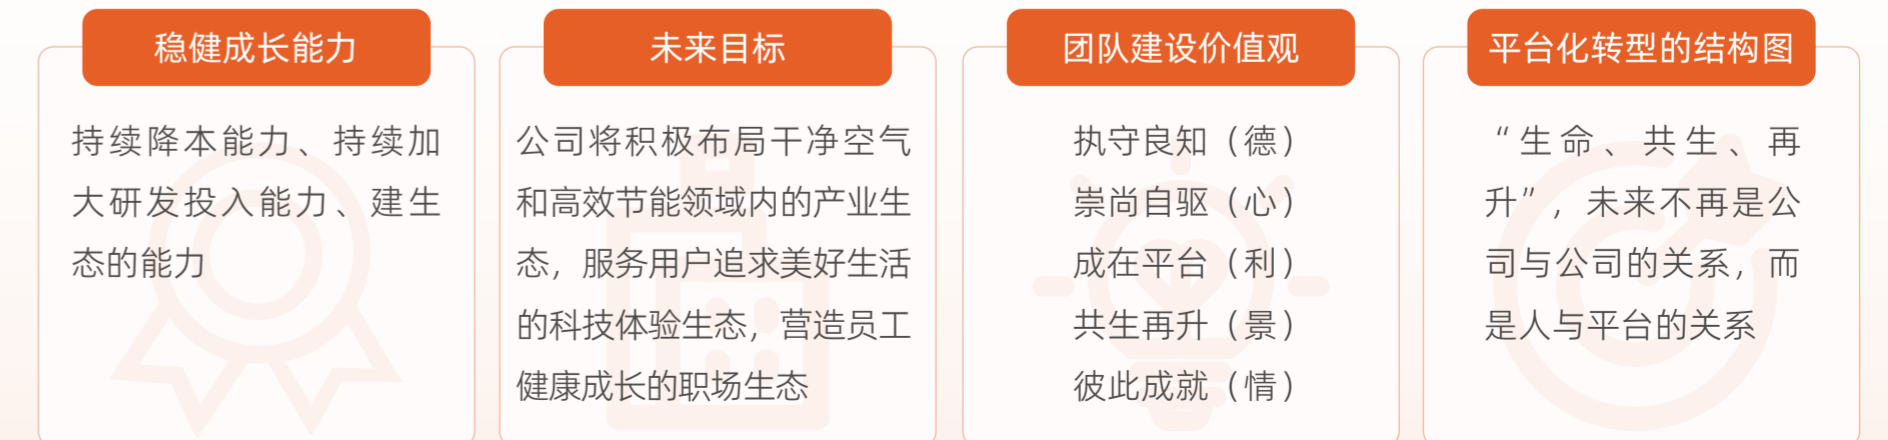 稳健成长能力
持续降本能力、持续加
大研发投入能力、建生
态的能力
未来目标
公司将积极布局干净空气
和高效节能领域内的产业生
态，服务用户追求美好生活
的科技体验生态，营造员工
健康成长的职场生态
团队建设价值观
执守良知（德）
崇尚自驱（心）
成在平台（利）
共生再升（景）
彼此成就（情）
平台化转型的结构图
“生命、共生、再
升”，未来不再是公
司与公司的关系，而
是人与平台的关系